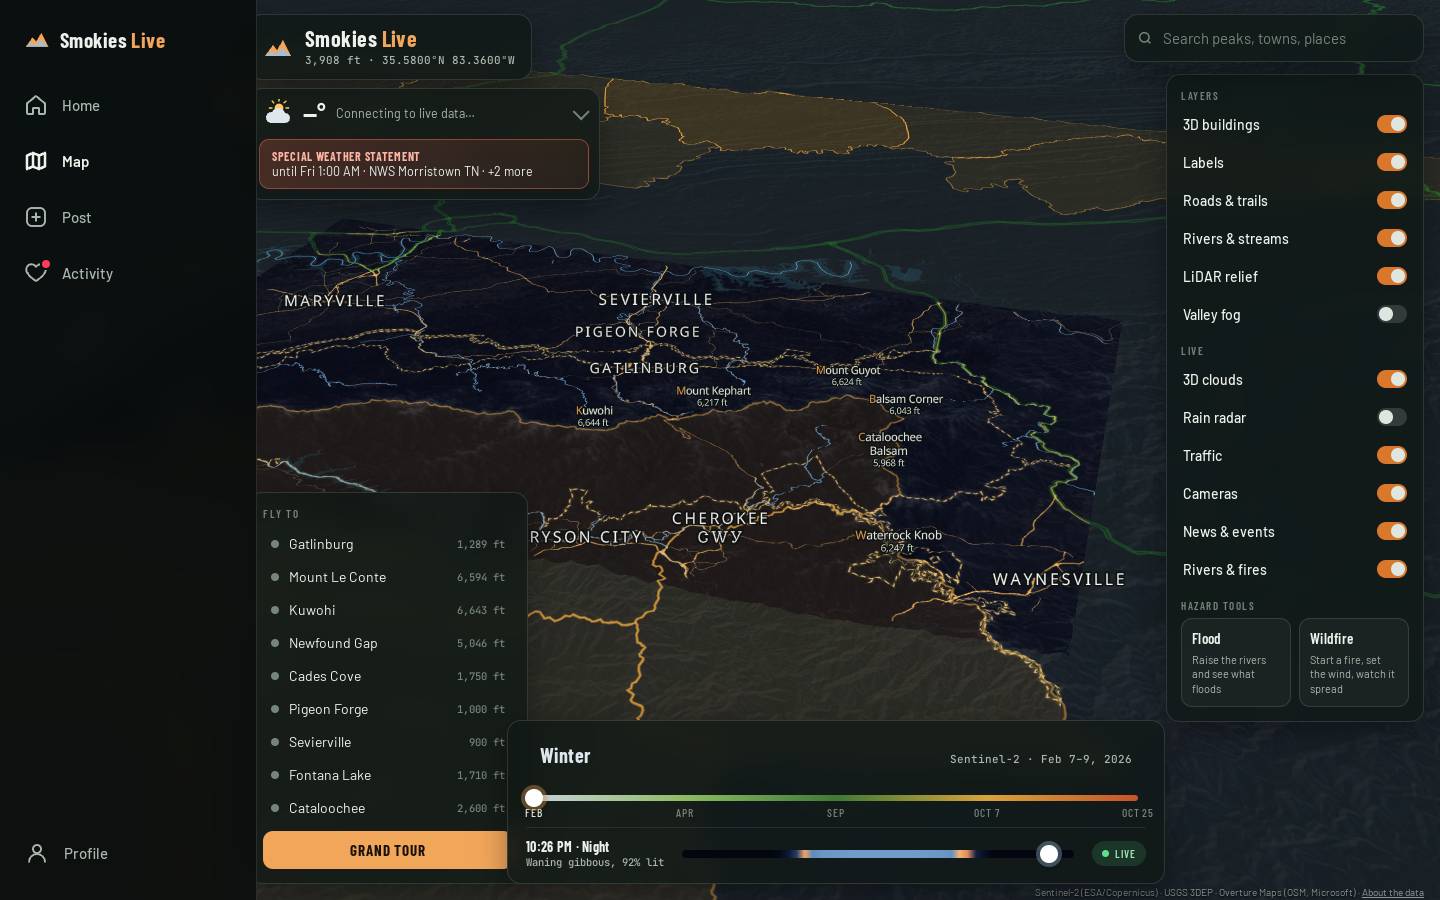 Smokies Live
Home
Map
Post
Activity
Profile
Smokies Live
3,908 ft · 35.5800°N 83.3600°W
—° Connecting to live data…
SPECIAL WEATHER STATEMENT
until Fri 1:00 AM · NWS Morristown TN · +2 more
Search peaks, towns, places
MARYVILLE
SEVIERVILLE
PIGEON FORGE
GATLINBURG
Mount Guyot
6,624 ft
Mount Kephart
6,217 ft
Balsam Corner
6,043 ft
Kuwohi
6,644 ft
Cataloochee
Balsam
5,968 ft
CHEROKEE
ᏣᎳᎩ
RYSON CITY
Waterrock Knob
6,247 ft
WAYNESVILLE
FLY TO
Gatlinburg 1,289 ft
Mount Le Conte 6,594 ft
Kuwohi 6,643 ft
Newfound Gap 5,046 ft
Cades Cove 1,750 ft
Pigeon Forge 1,000 ft
Sevierville 900 ft
Fontana Lake 1,710 ft
Cataloochee 2,600 ft
GRAND TOUR
Winter
Sentinel-2 · Feb 7–9, 2026
FEB APR SEP OCT 7 OCT 25
10:26 PM · Night
Waning gibbous, 92% lit
LIVE
LAYERS
3D buildings
Labels
Roads & trails
Rivers & streams
LiDAR relief
Valley fog
LIVE
3D clouds
Rain radar
Traffic
Cameras
News & events
Rivers & fires
HAZARD TOOLS
Flood
Raise the rivers
and see what
floods
Wildfire
Start a fire, set
the wind, watch it
spread
Sentinel-2 (ESA/Copernicus) · USGS 3DEP · Overture Maps (OSM, Microsoft) · About the data